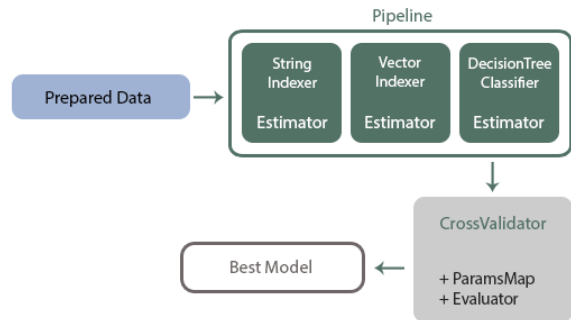 Pipeline
Prepared Data
String
Indexer
Estimator
Vector
Indexer
Estimator
DecisionTree
Classifier
Estimator
CrossValidator
+ ParamsMap
+ Evaluator
Best Model